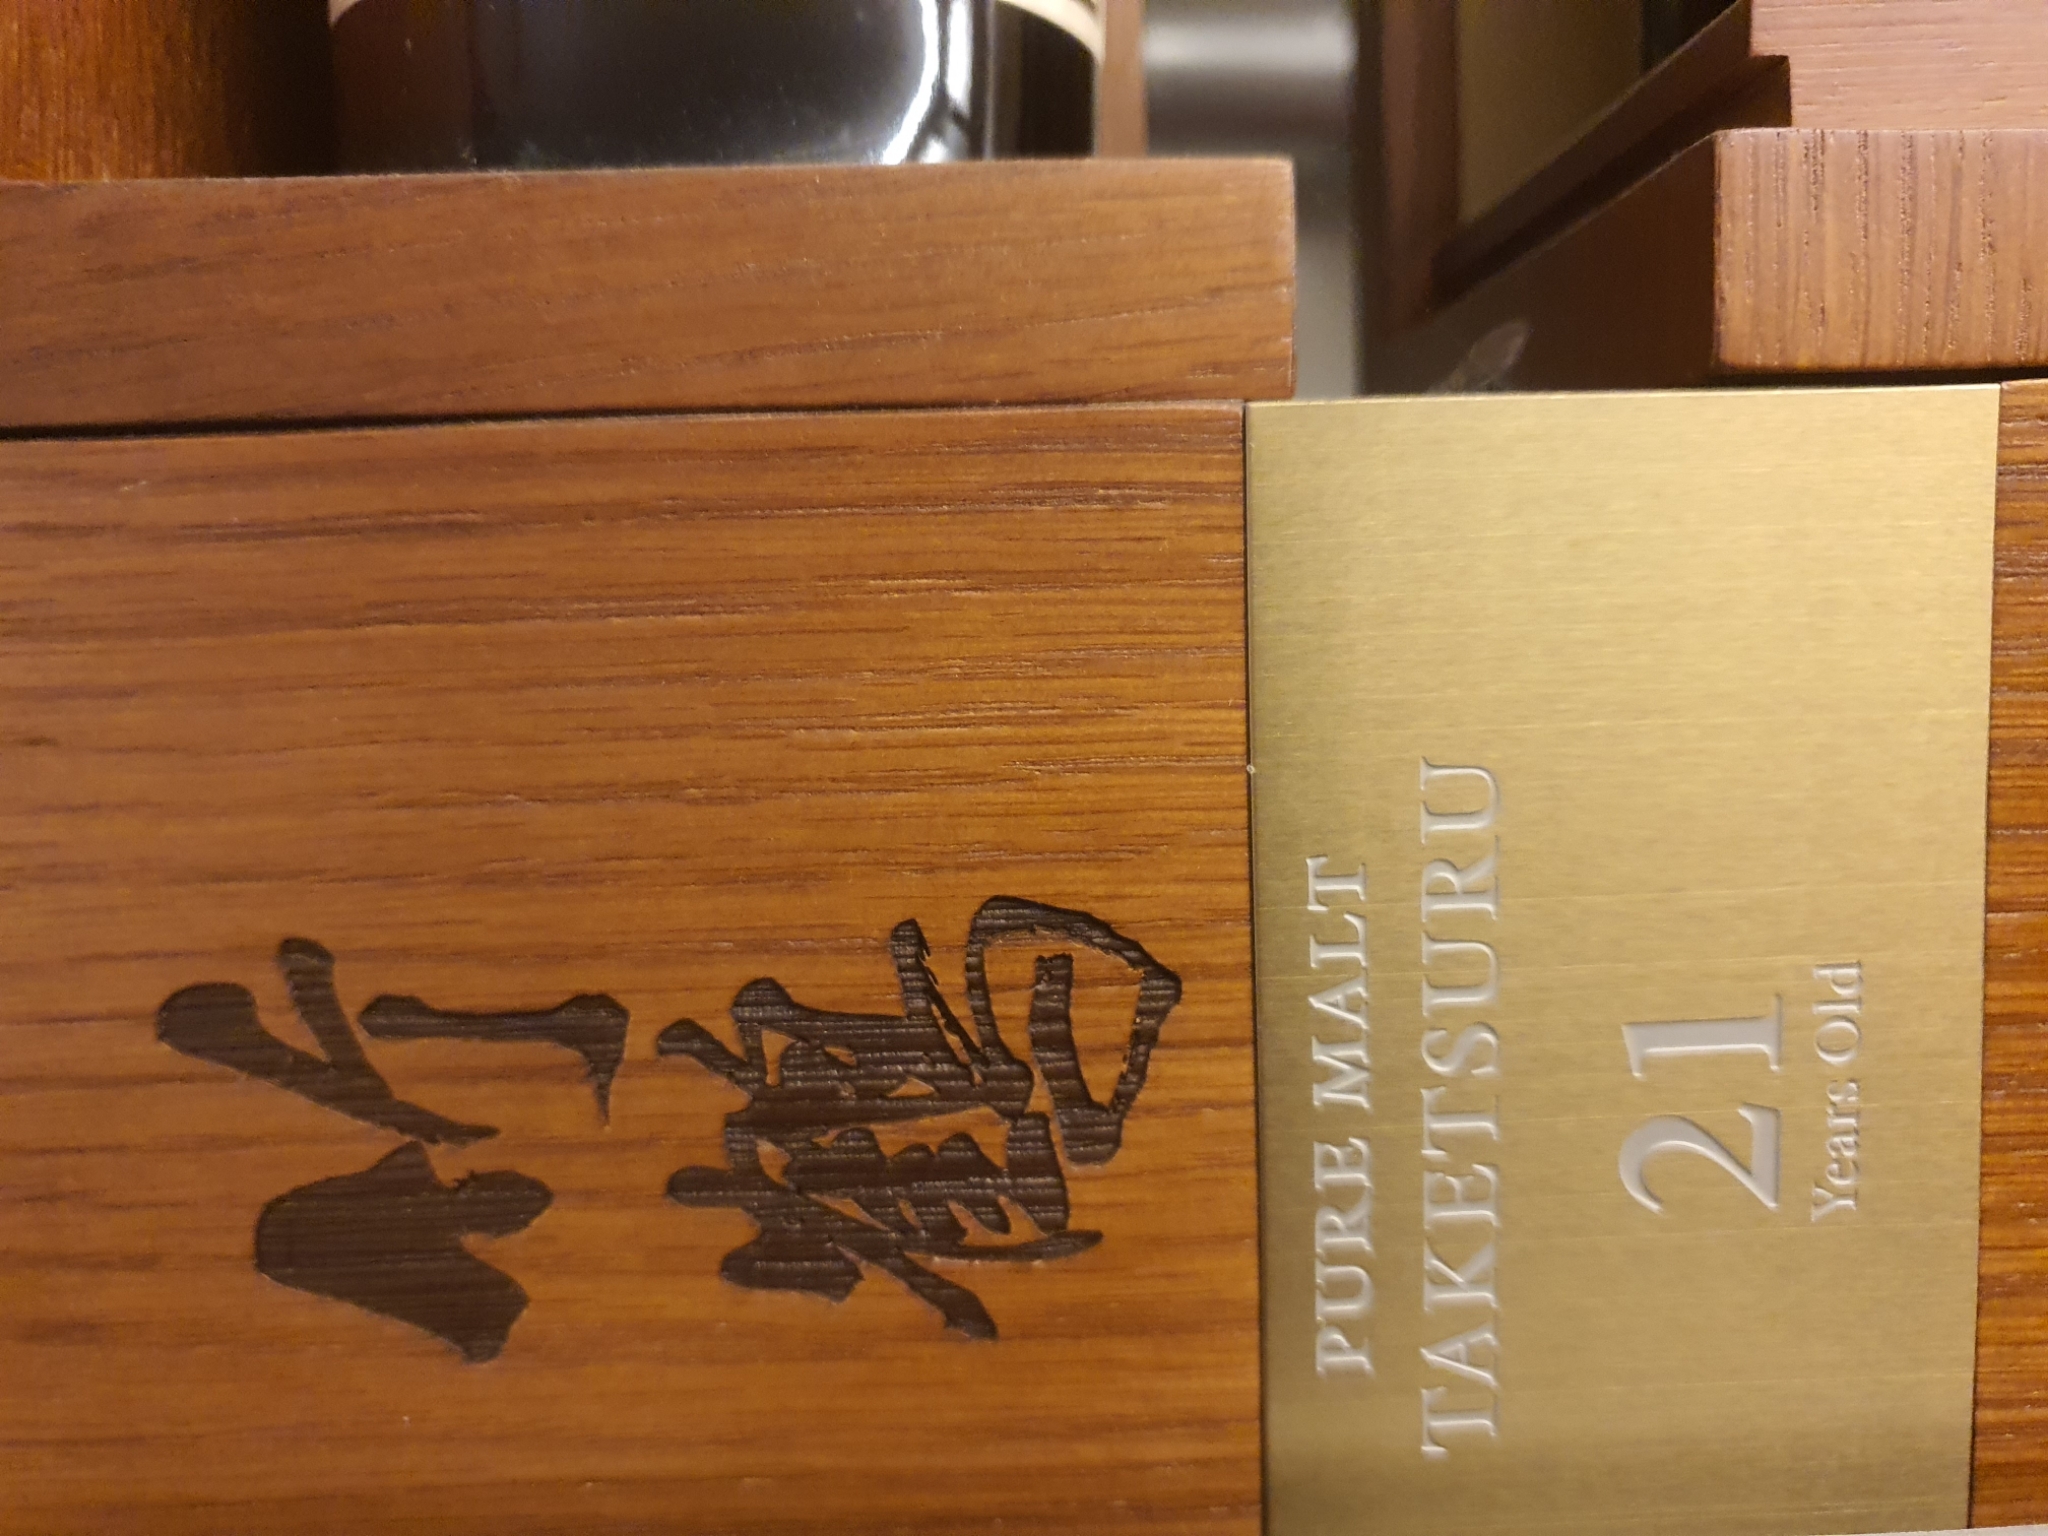 竹鶴
PURE MALT
TAKETSURU
21
Years Old